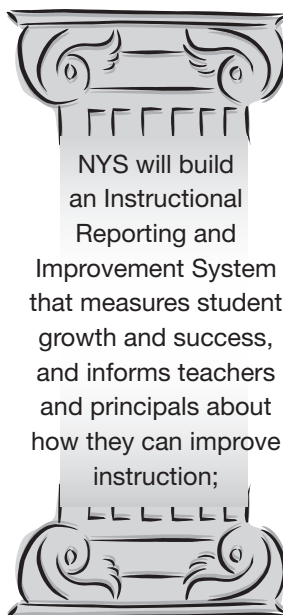 NYS will build
an Instructional
Reporting and
Improvement System
that measures student
growth and success,
and informs teachers
and principals about
how they can improve
instruction;